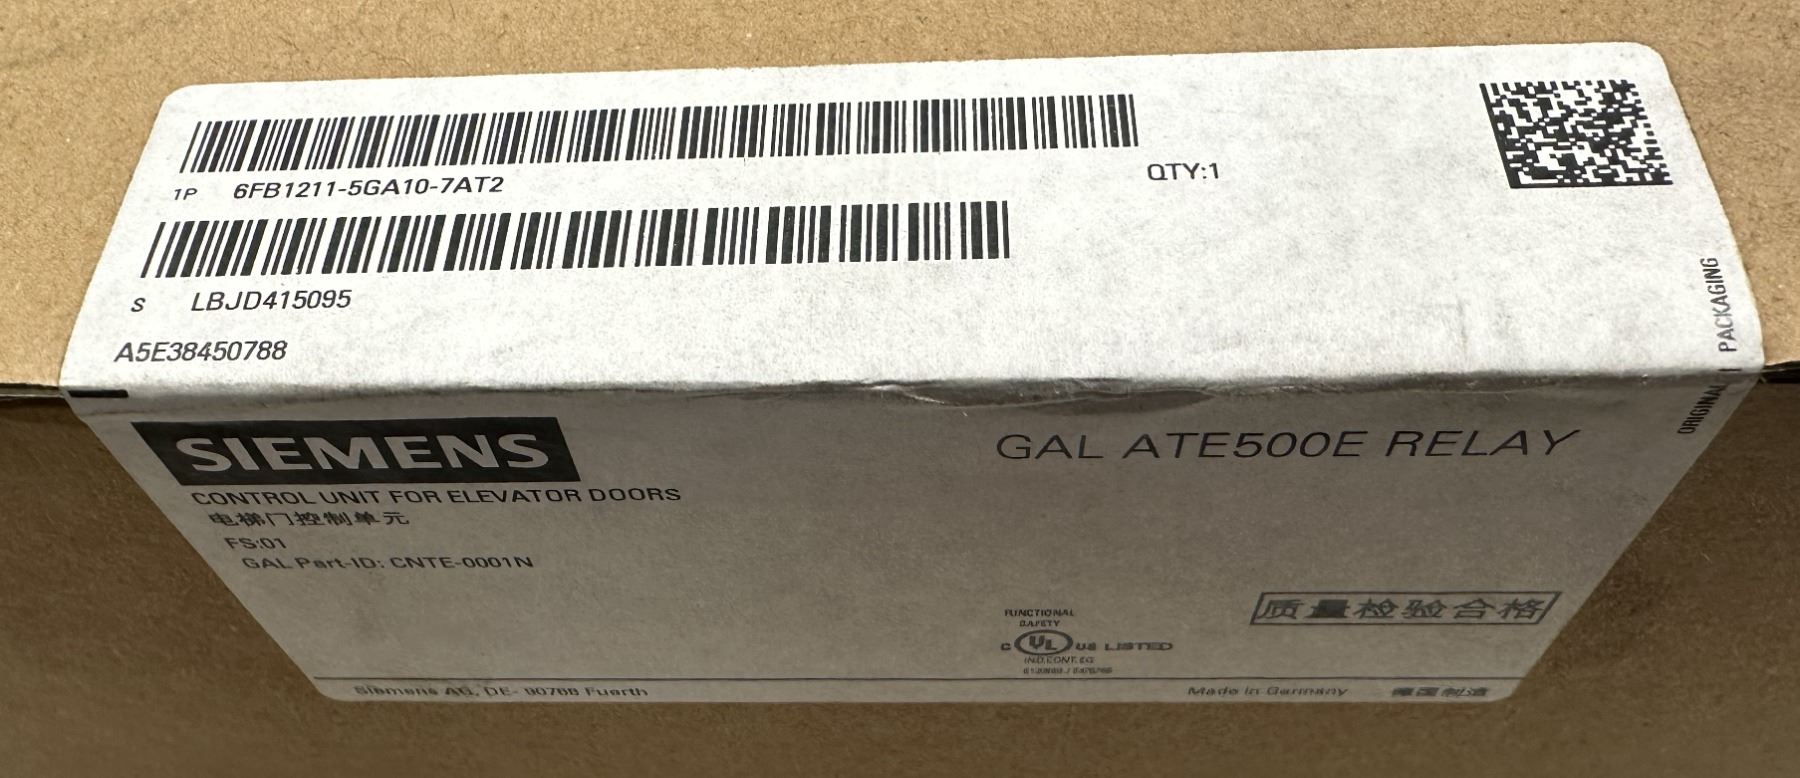 1P 6FB1211-5GA10-7AT2
QTY:1
S LBJD415095
A5E38450788
ORIGINAL PACKAGING
SIEMENS
GAL ATE500E RELAY
CONTROL UNIT FOR ELEVATOR DOORS
电梯门控制单元
FS:01
GAL Part-ID: CNTE-0001N
FUNCTIONAL
SAFETY
C UL US LISTED
IND.CONT.EQ
质量检验合格
Siemens AG, DE- 90766 Fuerth
Made in Germany 德国制造